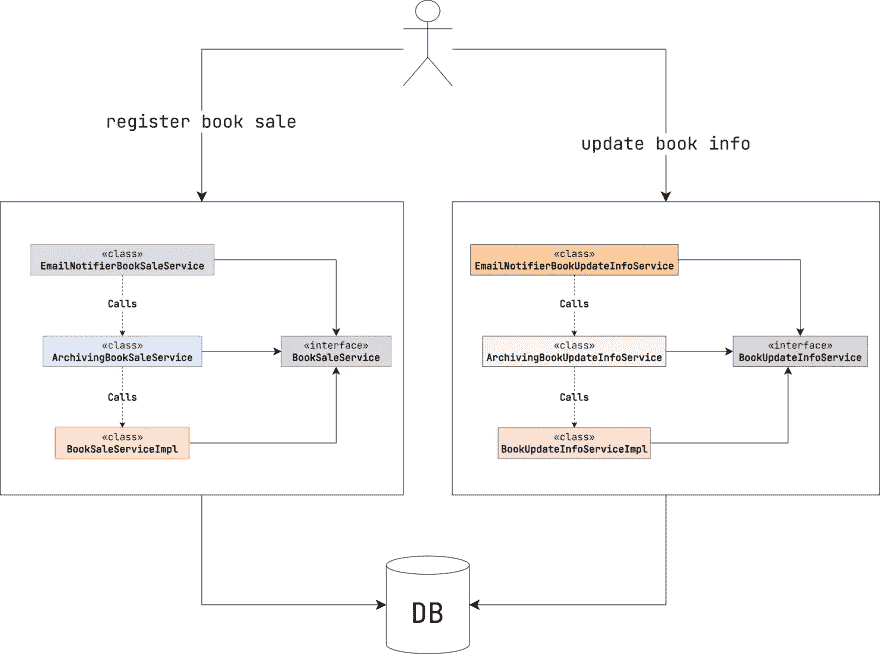 register book sale
update book info
«class»
EmailNotifierBookSaleService
Calls
«class»
ArchivingBookSaleService
«interface»
BookSaleService
Calls
«class»
BookSaleServiceImpl
«class»
EmailNotifierBookUpdateInfoService
Calls
«class»
ArchivingBookUpdateInfoService
«interface»
BookUpdateInfoService
Calls
«class»
BookUpdateInfoServiceImpl
DB